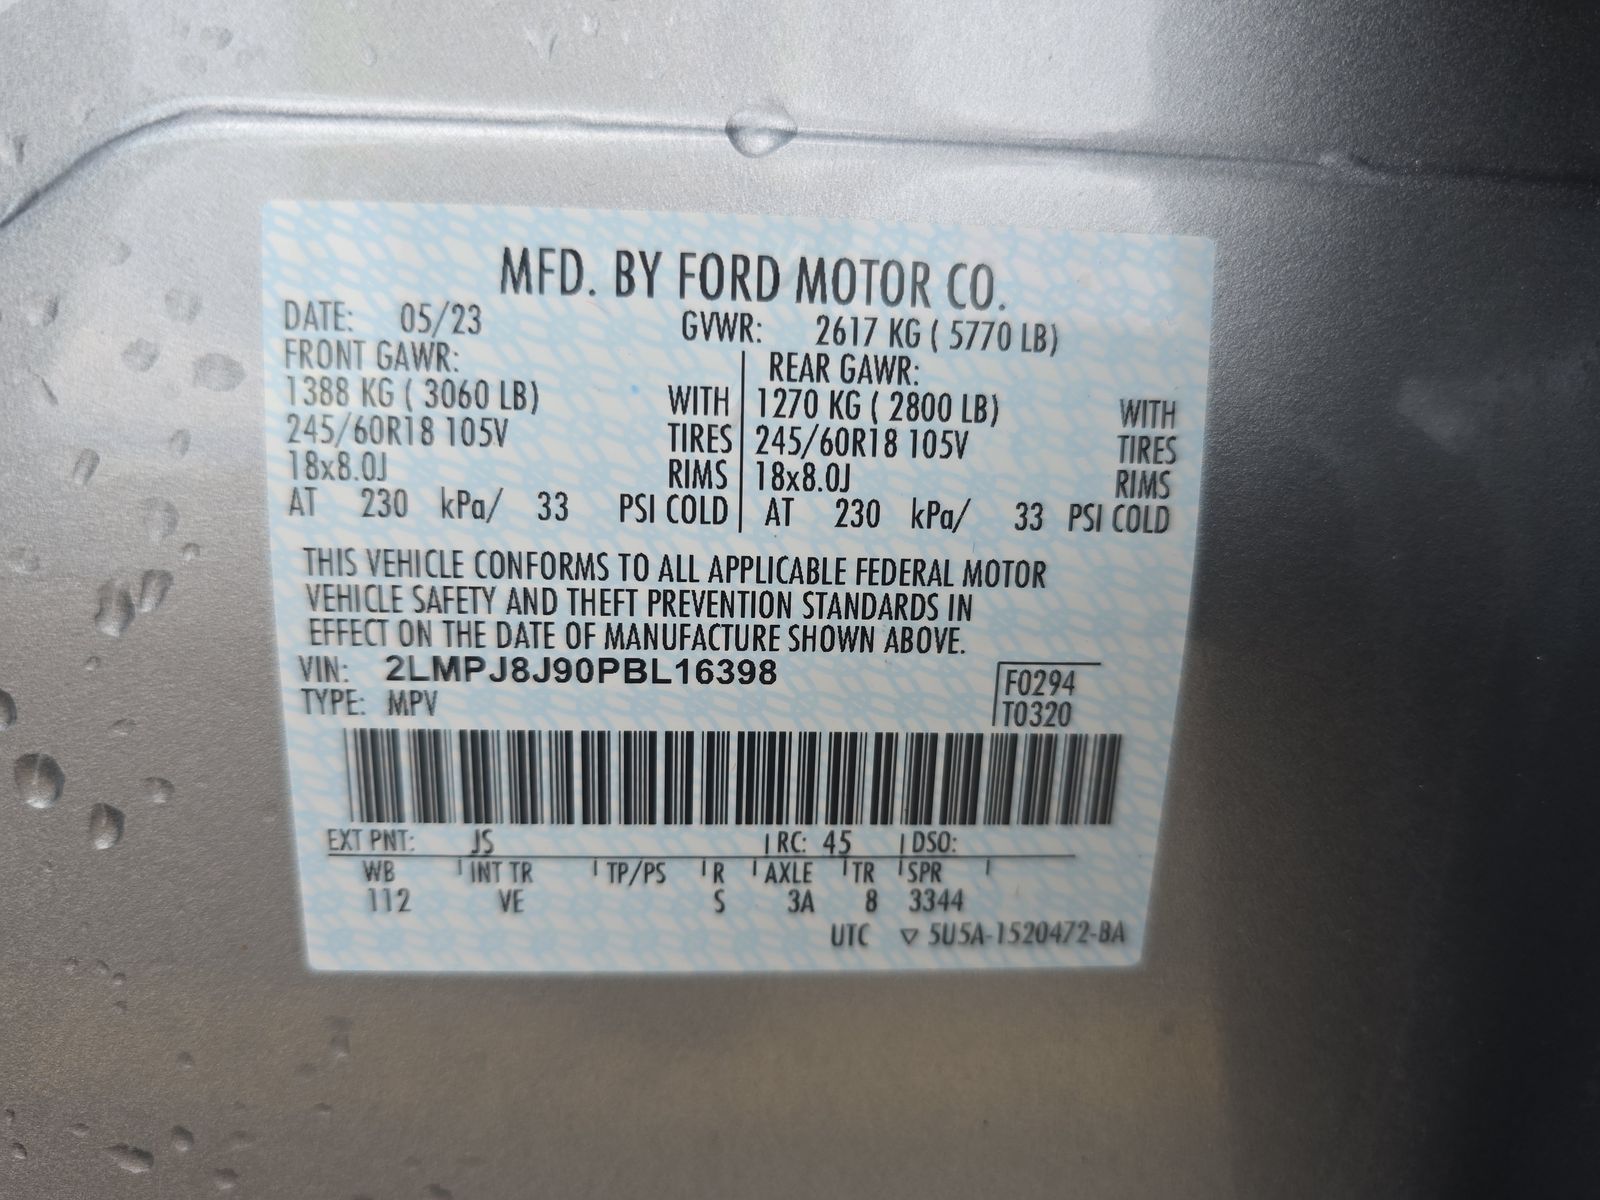 MFD. BY FORD MOTOR CO.
DATE: 05/23 GVWR: 2617 KG ( 5770 LB)
FRONT GAWR: REAR GAWR:
1388 KG ( 3060 LB) WITH 1270 KG ( 2800 LB) WITH
245/60R18 105V TIRES 245/60R18 105V TIRES
18x8.0J RIMS 18x8.0J RIMS
AT 230 kPa/ 33 PSI COLD AT 230 kPa/ 33 PSI COLD
THIS VEHICLE CONFORMS TO ALL APPLICABLE FEDERAL MOTOR
VEHICLE SAFETY AND THEFT PREVENTION STANDARDS IN
EFFECT ON THE DATE OF MANUFACTURE SHOWN ABOVE.
VIN: 2LMPJ8J90PBL16398
TYPE: MPV
F0294
T0320
EXT PNT: JS RC: 45 DSO:
WB INT TR TP/PS R AXLE TR SPR
112 VE S 3A 8 3344
UTC ▽ 5U5A-1520472-BA